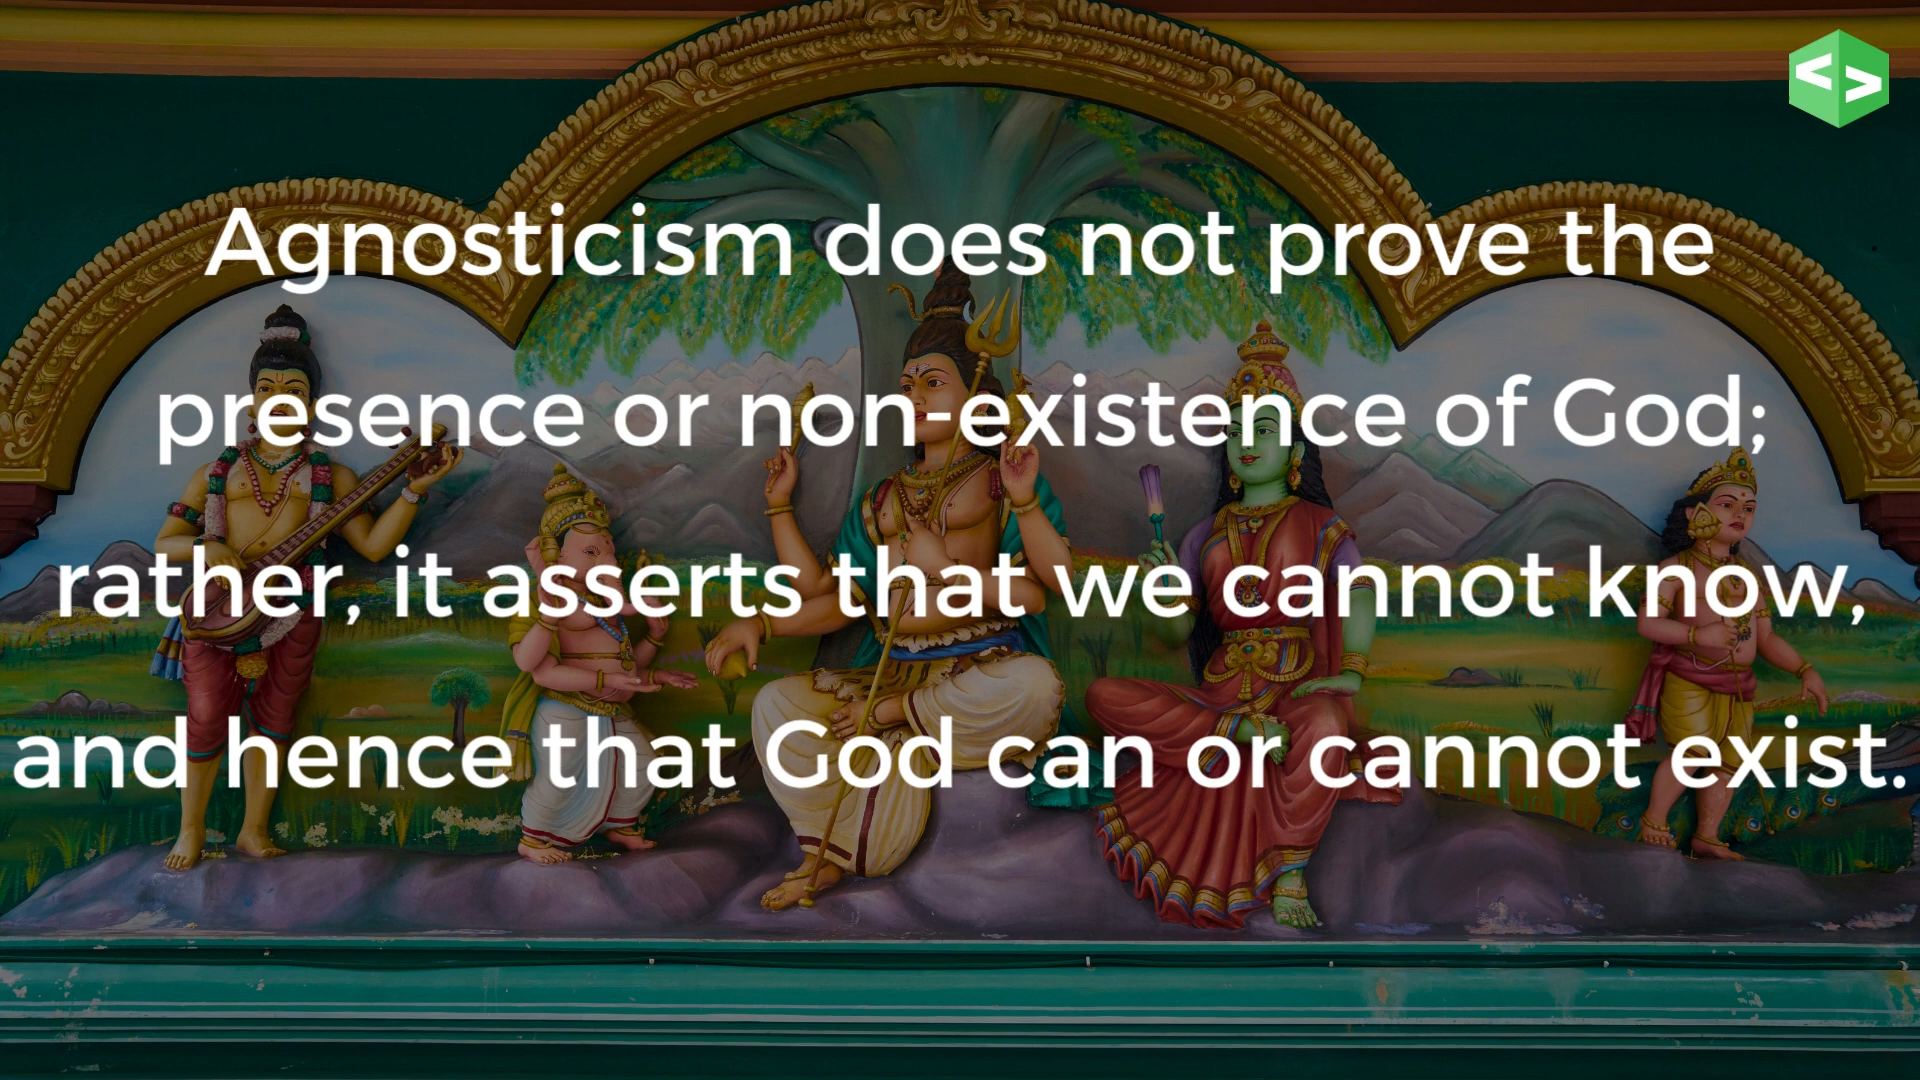 Agnosticism does not prove the
presence or non-existence of God;
rather, it asserts that we cannot know,
and hence that God can or cannot exist.